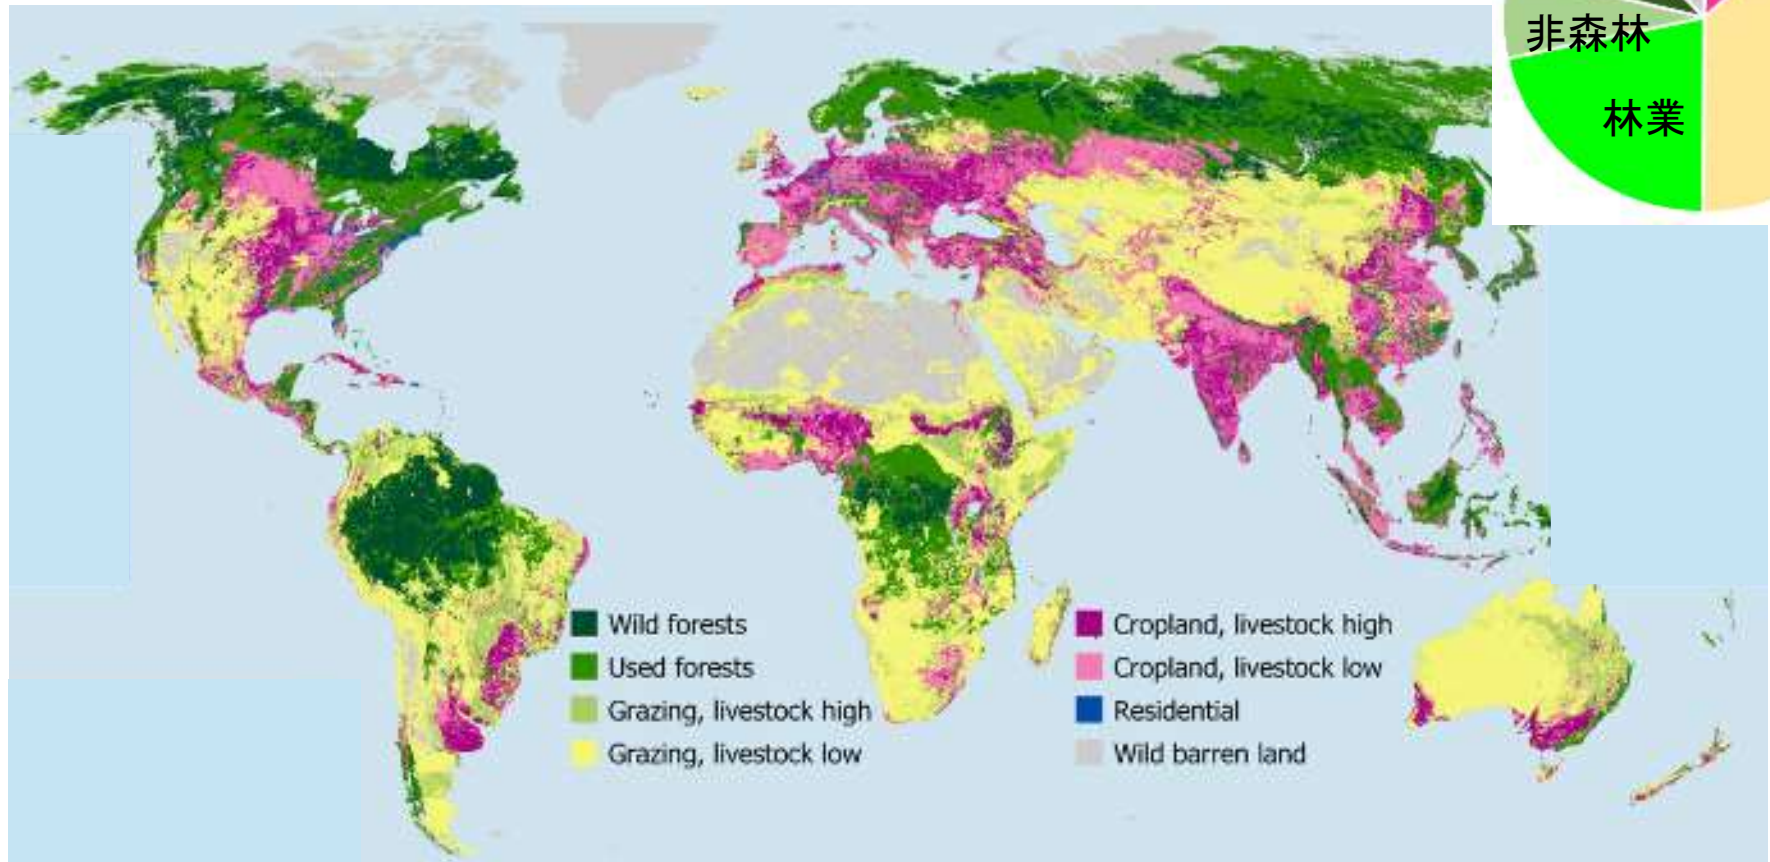 非森林
林業
Wild forests
Used forests
Grazing, livestock high
Grazing, livestock low
Cropland, livestock high
Cropland, livestock low
Residential
Wild barren land